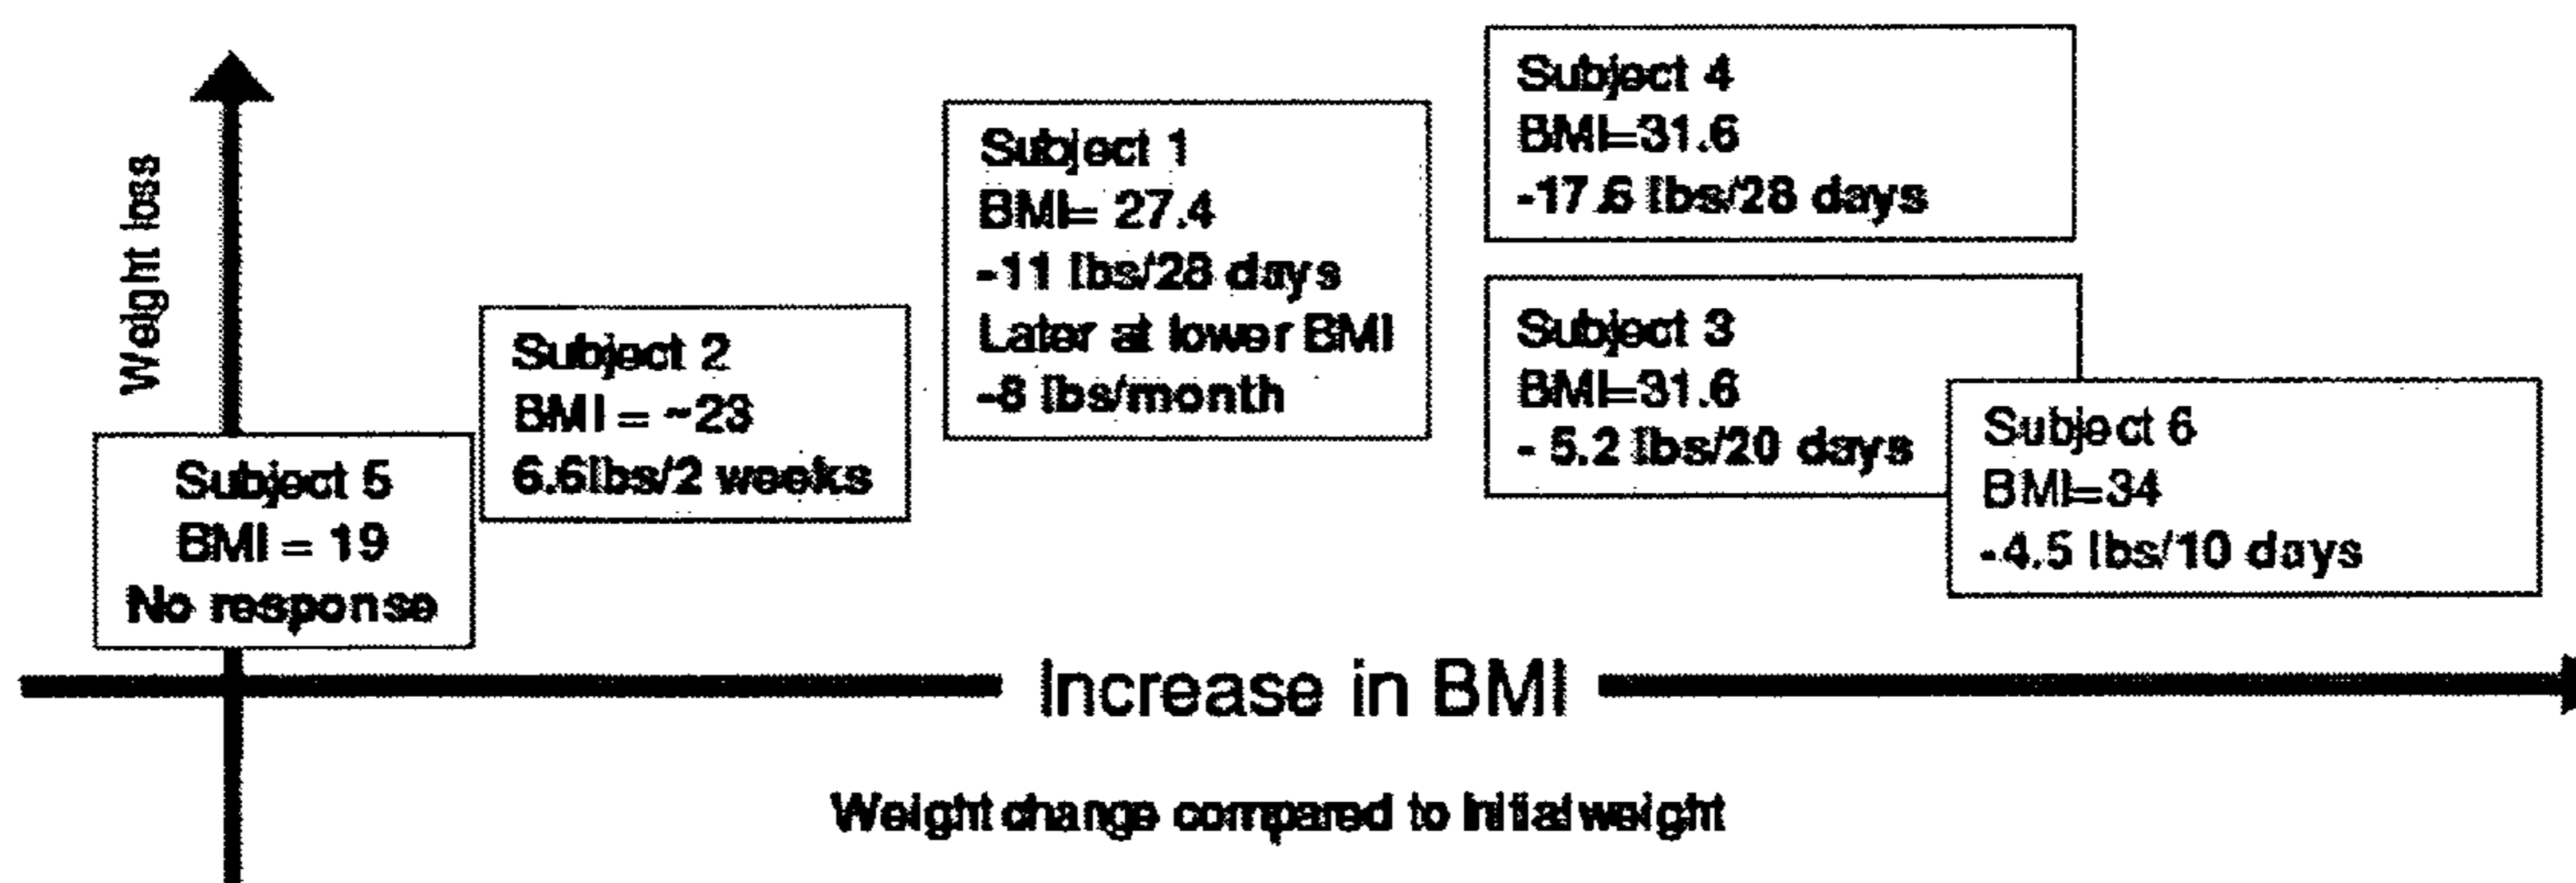 Weight loss
Subject 5
BMI = 19
No response
Subject 2
BMI = ~23
6.6lbs/2 weeks
Subject 1
BMI= 27.4
-11 lbs/28 days
Later at lower BMI
-8 lbs/month
Subject 4
BMI=31.6
-17.6 lbs/28 days
Subject 3
BMI=31.6
- 5.2 lbs/20 days
Subject 6
BMI=34
-4.5 lbs/10 days
Increase in BMI
Weight change compared to initial weight